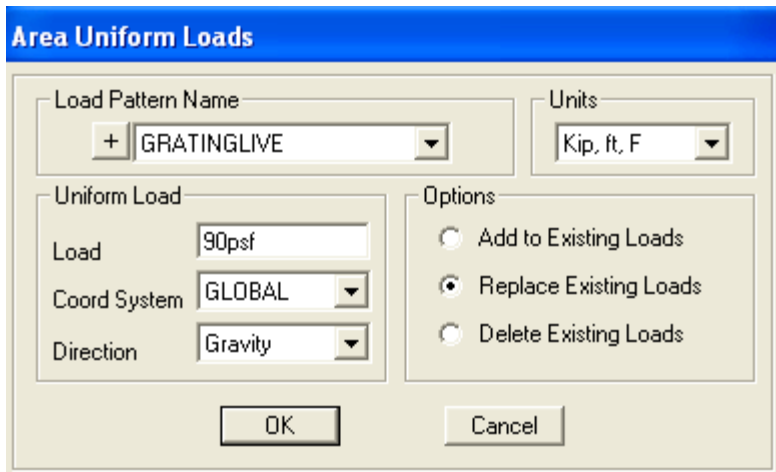 Area Uniform Loads
Load Pattern Name
+ GRATINGLIVE
Units
Kip, ft, F
Uniform Load
Load 90psf
Coord System GLOBAL
Direction Gravity
Options
Add to Existing Loads
Replace Existing Loads
Delete Existing Loads
OK Cancel